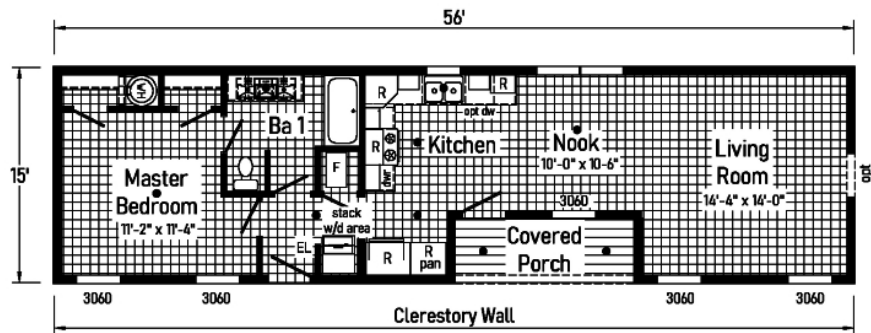 56'
15'
WH
Ba 1
R
R
opt dw
R
dwr
Kitchen
Nook
10'-0" x 10'-6"
Living
Room
14'-4" x 14'-0"
opt
F
Master
Bedroom
11'-2" x 11'-4"
stack
w/d area
EL
R
R
pan
3060
Covered
Porch
3060
3060
3060
3060
Clerestory Wall